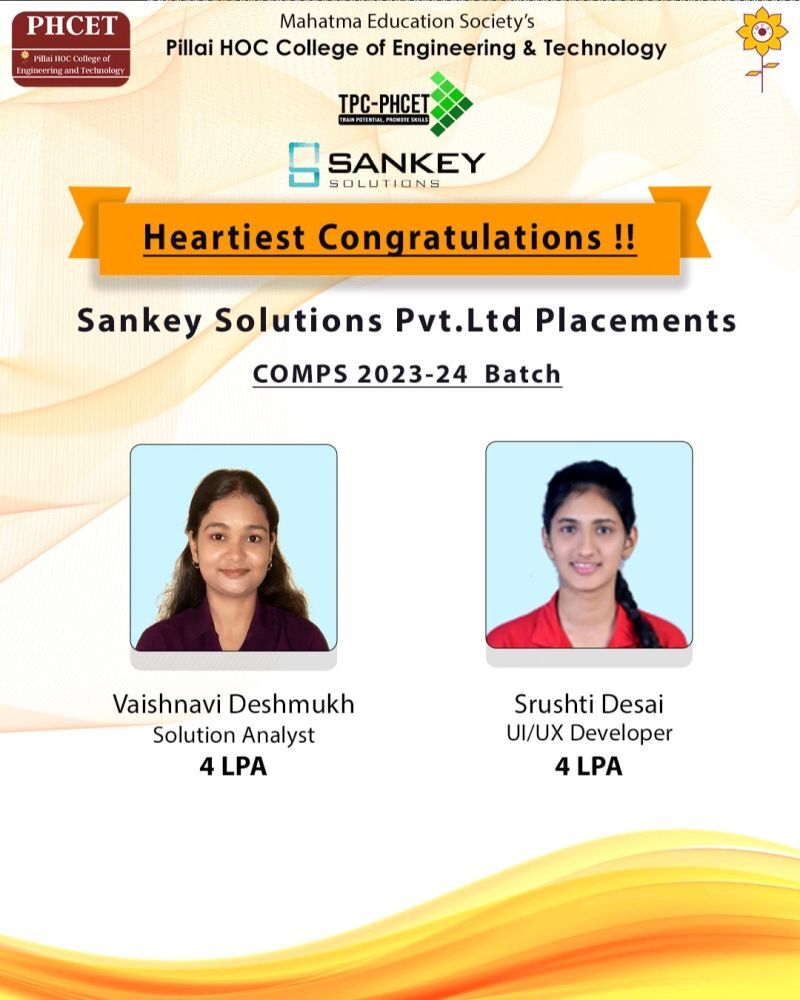 PHCET
Pillai HOC College of
Engineering and Technology
Mahatma Education Society's
Pillai HOC College of Engineering & Technology
TPC-PHCET
TRAIN POTENTIAL, PROMOTE SKILLS
SANKEY
SOLUTIONS
Heartiest Congratulations !!
Sankey Solutions Pvt.Ltd Placements
COMPS 2023-24 Batch
Vaishnavi Deshmukh
Solution Analyst
4 LPA
Srushti Desai
UI/UX Developer
4 LPA